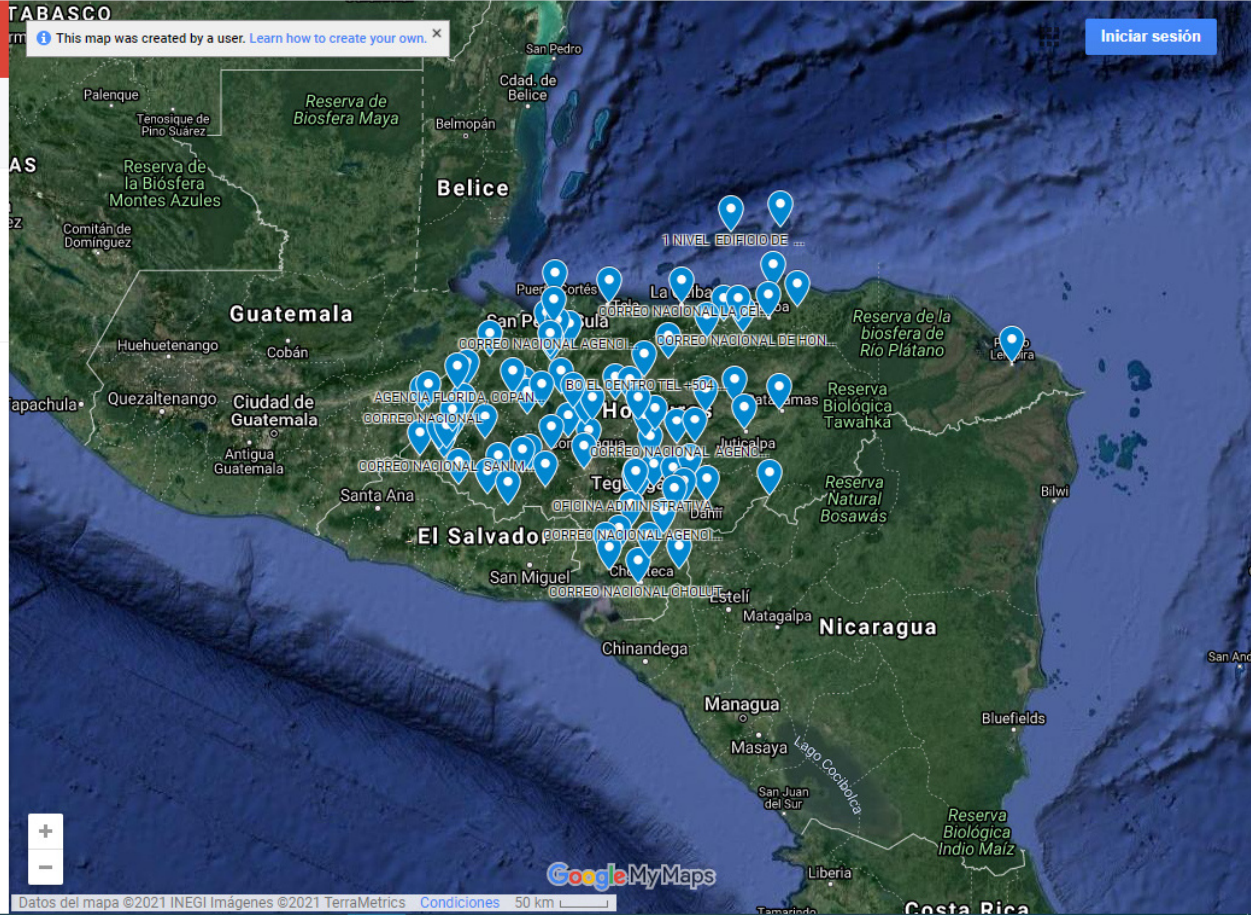 TABASCO
This map was created by a user. Learn how to create your own.
Iniciar sesión
San Pedro
Palenque
Reserva de
Biosfera Maya
Cdad. de
Belice
Tenosique de
Pino Suárez
Belmopán
AS
Reserva de
la Biósfera
Montes Azules
Belice
Comitán de
Domínguez
1 NIVEL EDIFICIO DE ...
Guatemala
CORREO NACIONAL LA CEI...
Reserva de la
biosfera de
Río Plátano
Huehuetenango
Cobán
CORREO NACIONAL AGENCI...
CORREO NACIONAL DE HON...
BO EL CENTRO TEL +504...
Quezaltenango
Ciudad de
Guatemala
AGENCIA FLORIDA, COPAN...
Reserva
Biológica
Tawahka
CORREO NACIONAL
Juticalpa
Antigua
Guatemala
CORREO NACIONAL AGENC...
CORREO NACIONAL SAN M...
Santa Ana
Reserva
Natural
Bosawás
Bilwi
OFICINA ADMINISTRATIVA...
Danlí
El Salvador
CORREO NACIONAL AGENCI...
San Miguel
CORREO NACIONAL CHOLUT...
Estelí
Matagalpa
Nicaragua
Chinandega
San And
Managua
Bluefields
Masaya
Lago Cocibolca
San Juan
del Sur
Reserva
Biológica
Indio Maíz
Liberia
Google My Maps
Datos del mapa ©2021 INEGI Imágenes ©2021 TerraMetrics Condiciones 50 km
Tamarindo
Costa Rica